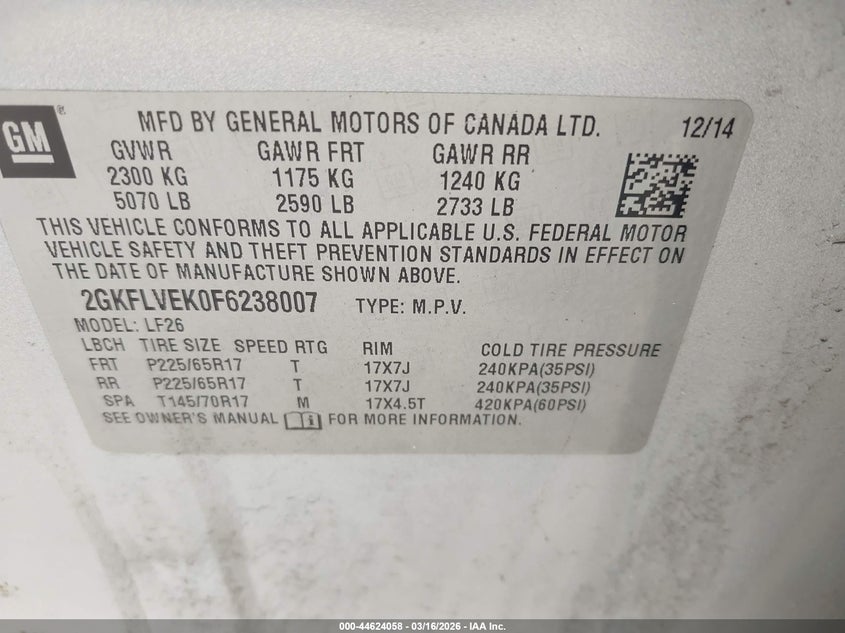 GM®
MFD BY GENERAL MOTORS OF CANADA LTD. 12/14
GVWR GAWR FRT GAWR RR
2300 KG 1175 KG 1240 KG
5070 LB 2590 LB 2733 LB
THIS VEHICLE CONFORMS TO ALL APPLICABLE U.S. FEDERAL MOTOR
VEHICLE SAFETY AND THEFT PREVENTION STANDARDS IN EFFECT ON
THE DATE OF MANUFACTURE SHOWN ABOVE.
2GKFLVEK0F6238007 TYPE: M.P.V.
MODEL: LF26
LBCH TIRE SIZE SPEED RTG RIM COLD TIRE PRESSURE
FRT P225/65R17 T 17X7J 240KPA(35PSI)
RR P225/65R17 T 17X7J 240KPA(35PSI)
SPA T145/70R17 M 17X4.5T 420KPA(60PSI)
SEE OWNER'S MANUAL FOR MORE INFORMATION.
000-44624058 - 03/16/2026 - IAA Inc.